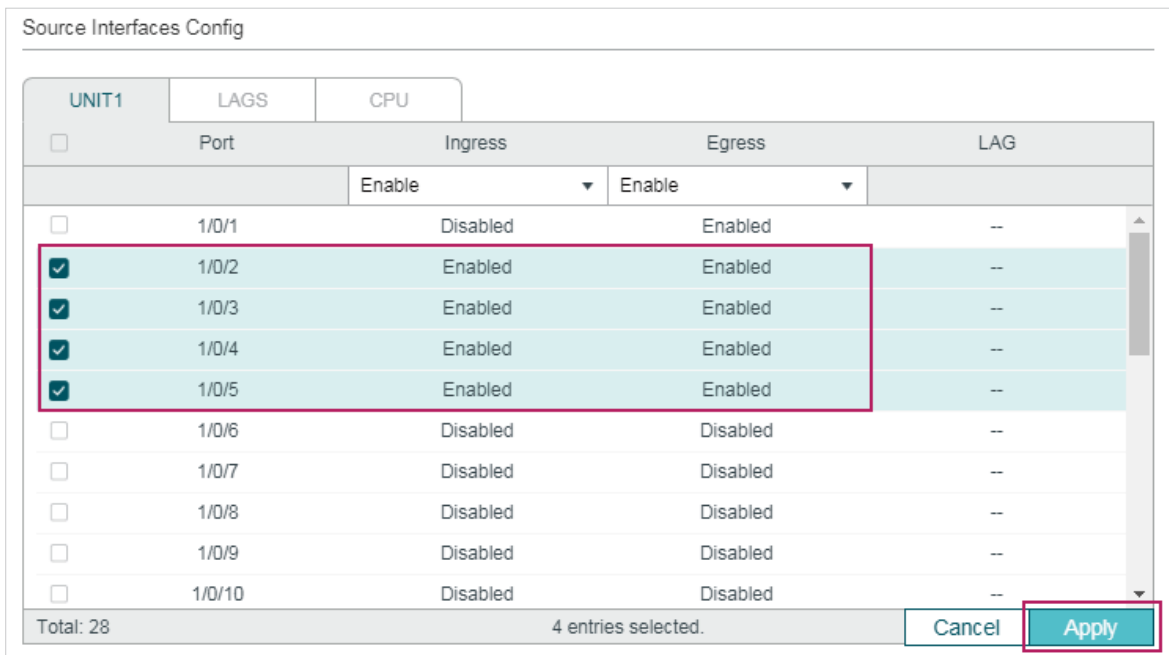 Source Interfaces Config
UNIT1 LAGS CPU
Port Ingress Egress LAG
Enable Enable
1/0/1 Disabled Enabled --
1/0/2 Enabled Enabled --
1/0/3 Enabled Enabled --
1/0/4 Enabled Enabled --
1/0/5 Enabled Enabled --
1/0/6 Disabled Disabled --
1/0/7 Disabled Disabled --
1/0/8 Disabled Disabled --
1/0/9 Disabled Disabled --
1/0/10 Disabled Disabled --
Total: 28 4 entries selected. Cancel Apply